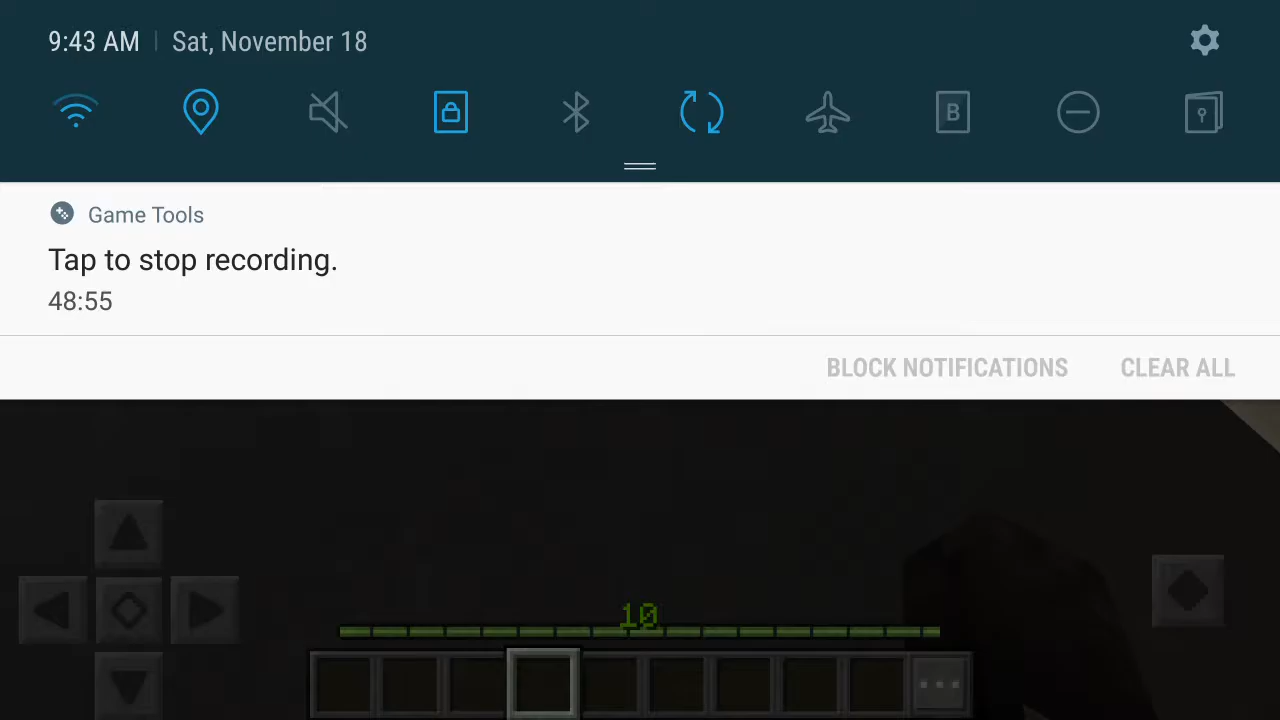 9:43 AM | Sat, November 18
B
Game Tools
Tap to stop recording.
48:55
BLOCK NOTIFICATIONS CLEAR ALL
10